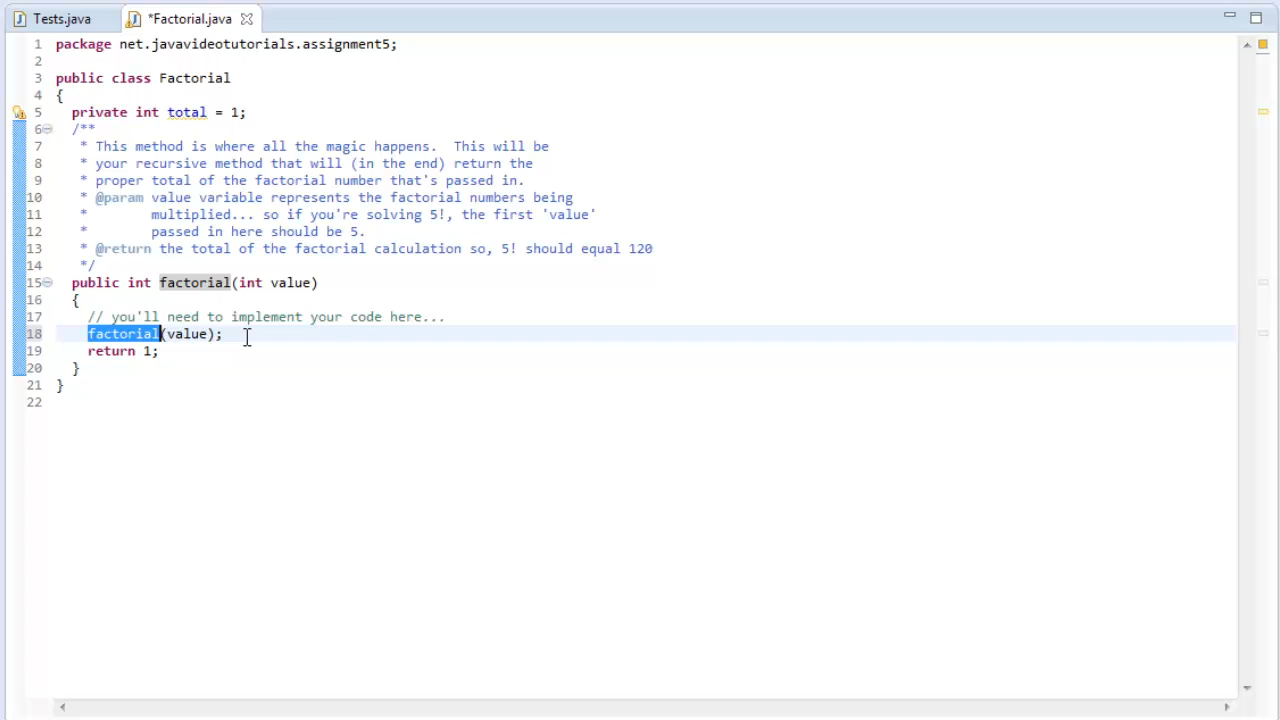 Tests.java
*Factorial.java
1 package net.javavideotutorials.assignment5;
2
3 public class Factorial
4 {
5 private int total = 1;
6 /**
7 * This method is where all the magic happens.  This will be
8 * your recursive method that will (in the end) return the
9 * proper total of the factorial number that's passed in.
10 * @param value variable represents the factorial numbers being
11 * multiplied... so if you're solving 5!, the first 'value'
12 * passed in here should be 5.
13 * @return the total of the factorial calculation so, 5! should equal 120
14 */
15 public int factorial(int value)
16 {
17 // you'll need to implement your code here...
18 factorial(value);
19 return 1;
20 }
21 }
22